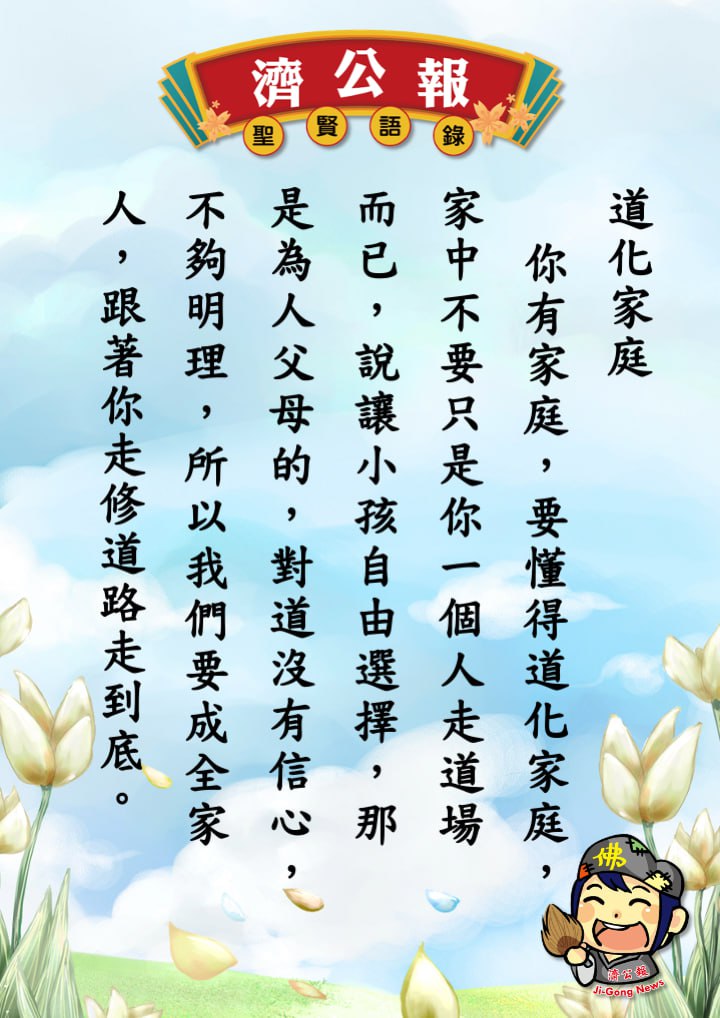 濟公報
聖賢語錄
道化家庭
你有家庭，要懂得道化家庭，
家中不要只是你一個人走道場
而已，說讓小孩自由選擇，那
是為人父母的，對道沒有信心，
不夠明理，所以我們要成全家
人，跟著你走修道路走到底。
佛
濟公報
Ji-Gong News